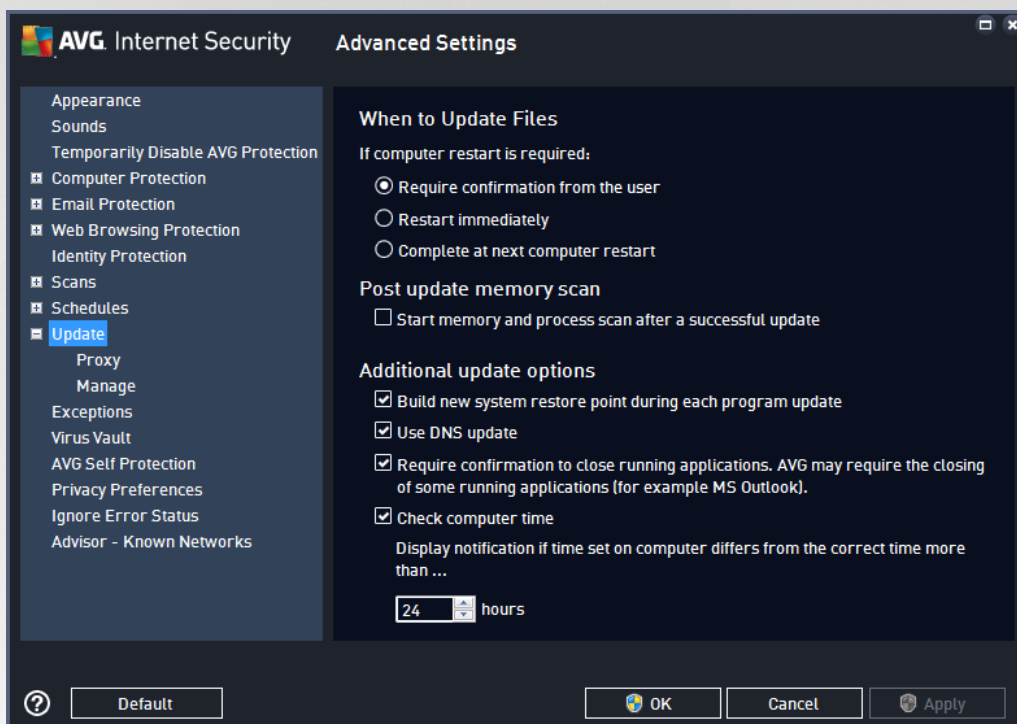 AVG. Internet Security
Advanced Settings
Appearance
Sounds
Temporarily Disable AVG Protection
Computer Protection
Email Protection
Web Browsing Protection
Identity Protection
Scans
Schedules
Update
Proxy
Manage
Exceptions
Virus Vault
AVG Self Protection
Privacy Preferences
Ignore Error Status
Advisor - Known Networks
When to Update Files
If computer restart is required:
Require confirmation from the user
Restart immediately
Complete at next computer restart
Post update memory scan
Start memory and process scan after a successful update
Additional update options
Build new system restore point during each program update
Use DNS update
Require confirmation to close running applications. AVG may require the closing
of some running applications (for example MS Outlook).
Check computer time
Display notification if time set on computer differs from the correct time more
than ...
24 hours
? Default OK Cancel Apply